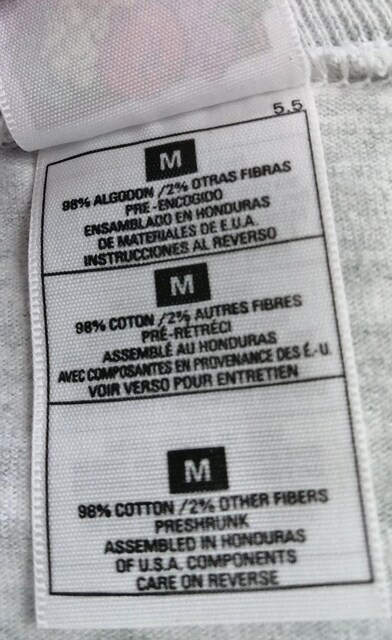 5.5
M
98% ALGODON /2% OTRAS FIBRAS
PRE-ENCOGIDO
ENSAMBLADO EN HONDURAS
DE MATERIALES DE E.U.A.
INSTRUCCIONES AL REVERSO
M
98% COTON /2% AUTRES FIBRES
PRÉ-RETRÉCI
ASSEMBLÉ AU HONDURAS
AVEC COMPOSANTES EN PROVENANCE DES É.-U.
VOIR VERSO POUR ENTRETIEN
M
98% COTTON /2% OTHER FIBERS
PRESHRUNK
ASSEMBLED IN HONDURAS
OF U.S.A. COMPONENTS
CARE ON REVERSE